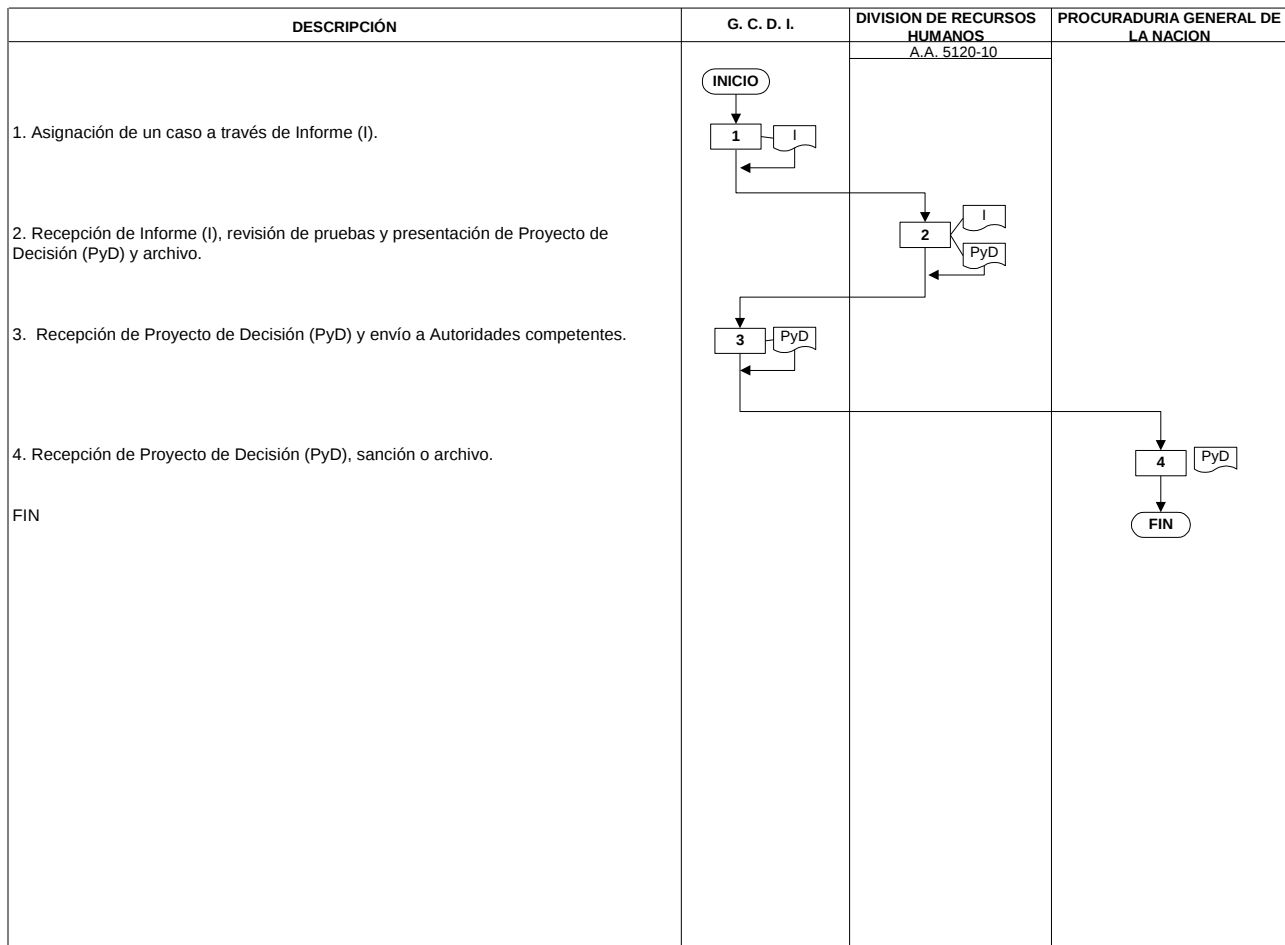 DESCRIPCIÓN
G. C. D. I.
DIVISION DE RECURSOS
HUMANOS
PROCURADURIA GENERAL DE
LA NACION
A.A. 5120-10
INICIO
1. Asignación de un caso a través de Informe (I).
1
I
2. Recepción de Informe (I), revisión de pruebas y presentación de Proyecto de
Decisión (PyD) y archivo.
2
I
PyD
3.  Recepción de Proyecto de Decisión (PyD) y envío a Autoridades competentes.
3
PyD
4. Recepción de Proyecto de Decisión (PyD), sanción o archivo.
4
PyD
FIN
FIN